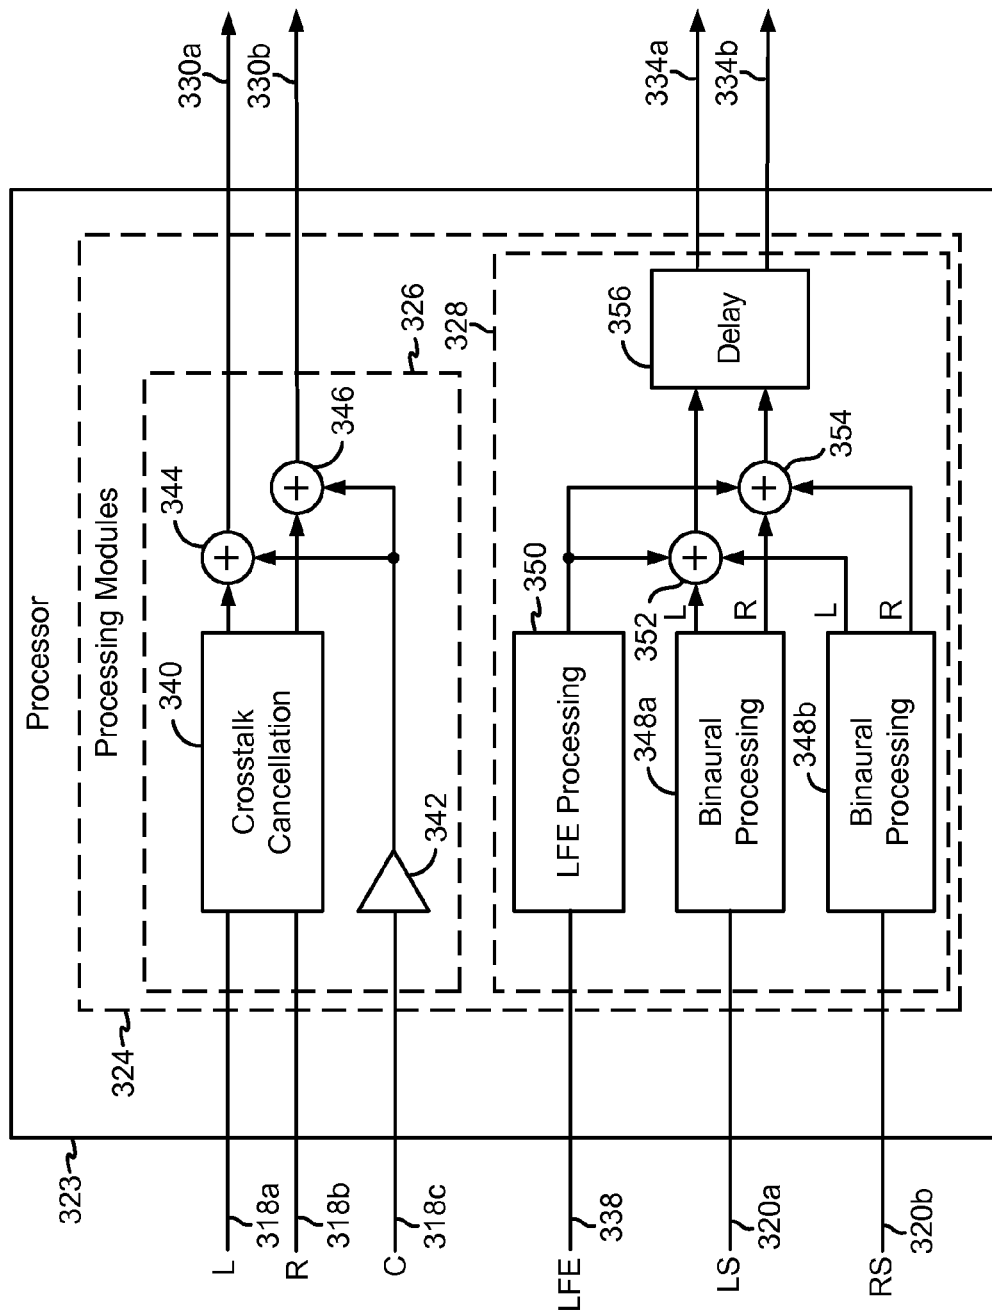 Processor
323
324
Processing Modules
L
318a
R
318b
C
318c
340
Crosstalk
Cancellation
342
344
346
326
330a
330b
LFE
338
LS
320a
RS
320b
328
LFE Processing
350
348a
Binaural
Processing
348b
Binaural
Processing
352
L
R
L
R
354
356
Delay
334a
334b